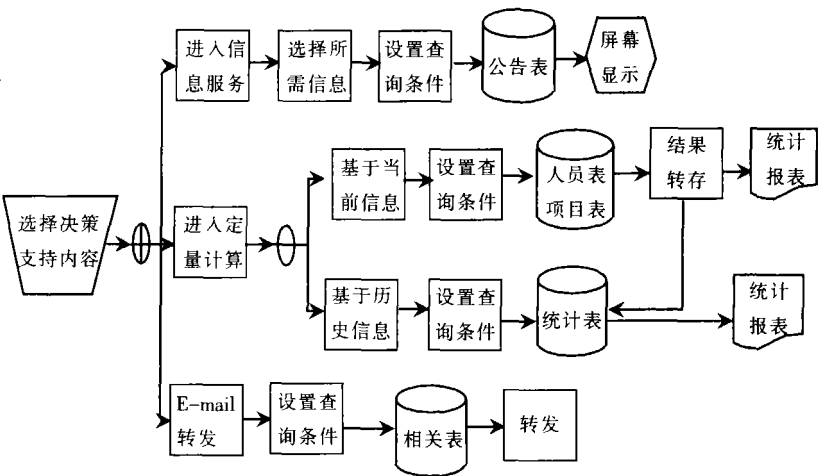 进入信
息服务
选择所
需信息
设置查
询条件
公告表
屏幕
显示
基于当
前信息
设置查
询条件
人员表
项目表
结果
转存
统计
报表
选择决策
支持内容
进入定
量计算
基于历
史信息
设置查
询条件
统计表
统计
报表
E-mail
转发
设置查
询条件
相关表
转发